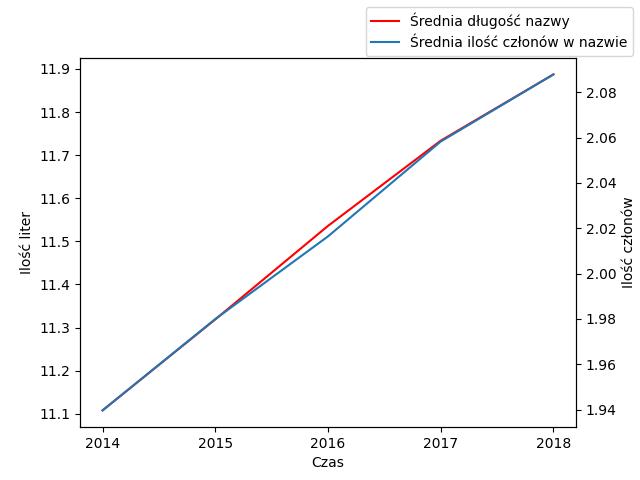 Średnia długość nazwy
Średnia ilość członów w nazwie
11.9
11.8
11.7
11.6
11.5
11.4
11.3
11.2
11.1
Ilość liter
2.08
2.06
2.04
2.02
2.00
1.98
1.96
1.94
Ilość członów
2014 2015 2016 2017 2018
Czas